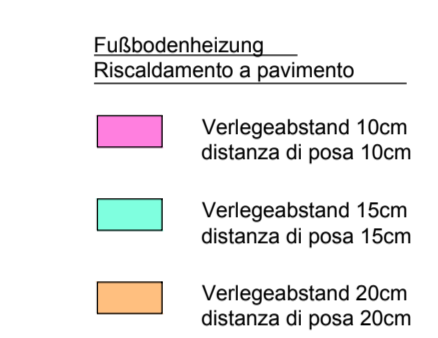 Fußbodenheizung
Riscaldamento a pavimento
Verlegeabstand 10cm
distanza di posa 10cm
Verlegeabstand 15cm
distanza di posa 15cm
Verlegeabstand 20cm
distanza di posa 20cm